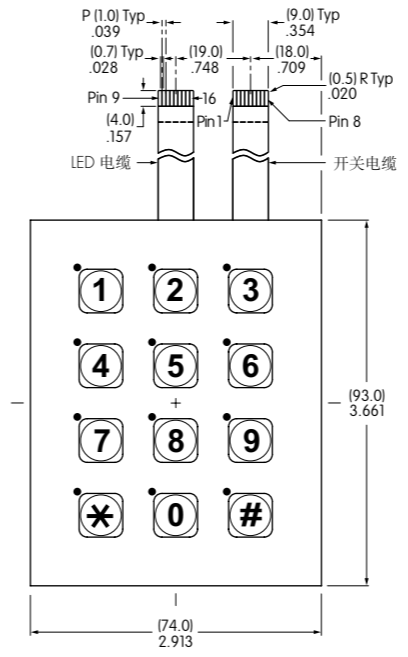 P (1.0) Typ
.039
(9.0) Typ
.354
(0.7) Typ
.028
(19.0)
.748
(18.0)
.709
(0.5) R Typ
.020
Pin 9
16
Pin 1
Pin 8
(4.0)
.157
LED 电缆
开关电缆
1 2 3
4 5 6
7 8 9
* 0 #
(93.0)
3.661
(74.0)
2.913